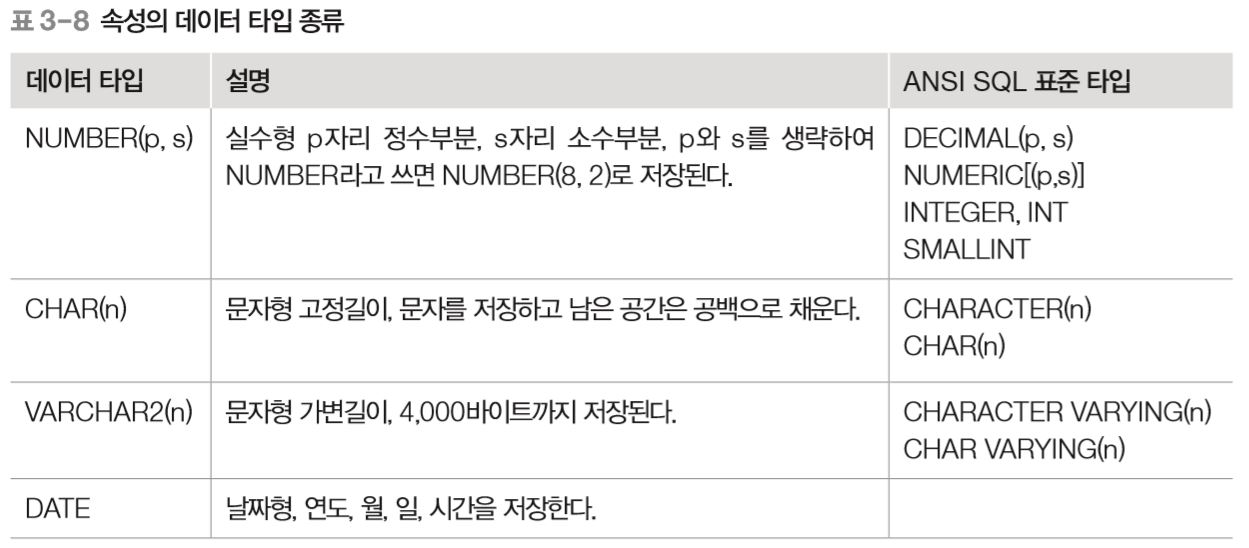 표 3-8 속성의 데이터 타입 종류
데이터 타입 설명 ANSI SQL 표준 타입
NUMBER(p, s) 실수형 p자리 정수부분, s자리 소수부분, p와 s를 생략하여 DECIMAL(p, s)
NUMBER라고 쓰면 NUMBER(8, 2)로 저장된다. NUMERIC[(p,s)]
INTEGER, INT
SMALLINT
CHAR(n) 문자형 고정길이, 문자를 저장하고 남은 공간은 공백으로 채운다. CHARACTER(n)
CHAR(n)
VARCHAR2(n) 문자형 가변길이, 4,000바이트까지 저장된다. CHARACTER VARYING(n)
CHAR VARYING(n)
DATE 날짜형, 연도, 월, 일, 시간을 저장한다.